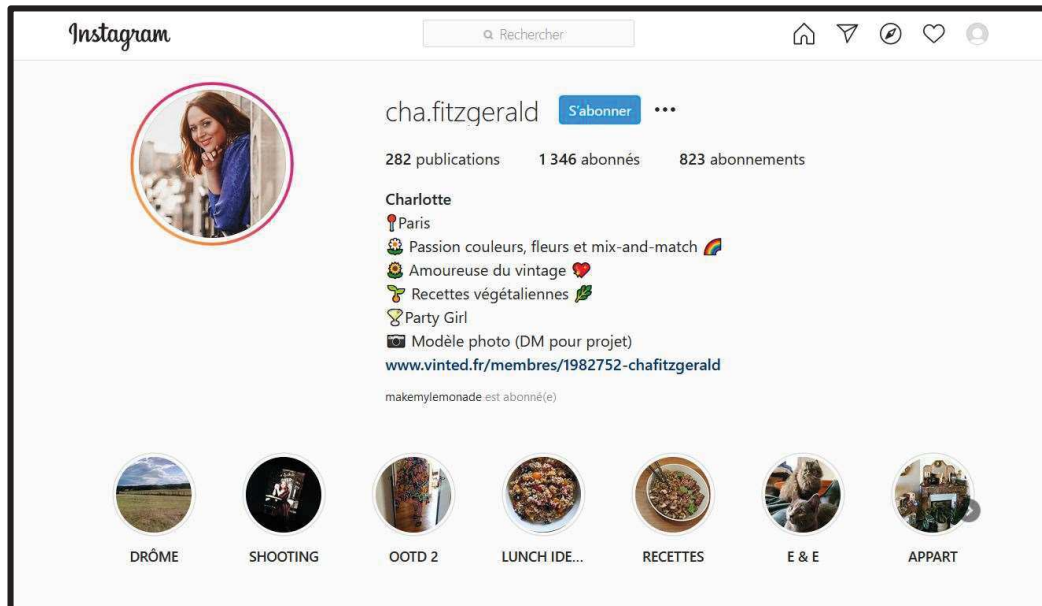 Instagram
Rechercher
cha.fitzgerald S'abonner •••
282 publications 1 346 abonnés 823 abonnements
Charlotte
📍Paris
🌼 Passion couleurs, fleurs et mix-and-match 🌈
🌻 Amoureuse du vintage 💖
🌱 Recettes végétaliennes 🌿
🍸Party Girl
📷 Modèle photo (DM pour projet)
www.vinted.fr/membres/1982752-chafitzgerald
makemylemonade est abonné(e)
DRÔME SHOOTING OOTD 2 LUNCH IDE... RECETTES E & E APPART